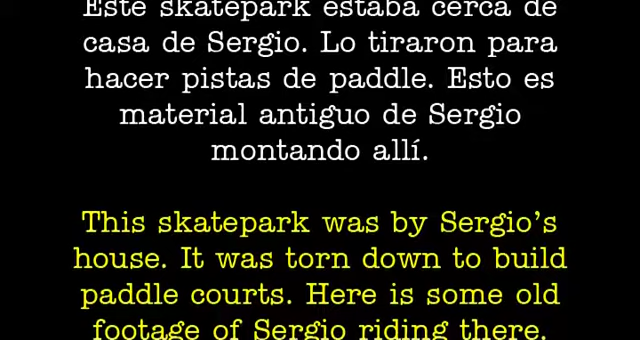 Este skatepark estaba cerca de
casa de Sergio. Lo tiraron para
hacer pistas de paddle. Esto es
material antiguo de Sergio
montando allí.
This skatepark was by Sergio’s
house. It was torn down to build
paddle courts. Here is some old
footage of Sergio riding there.